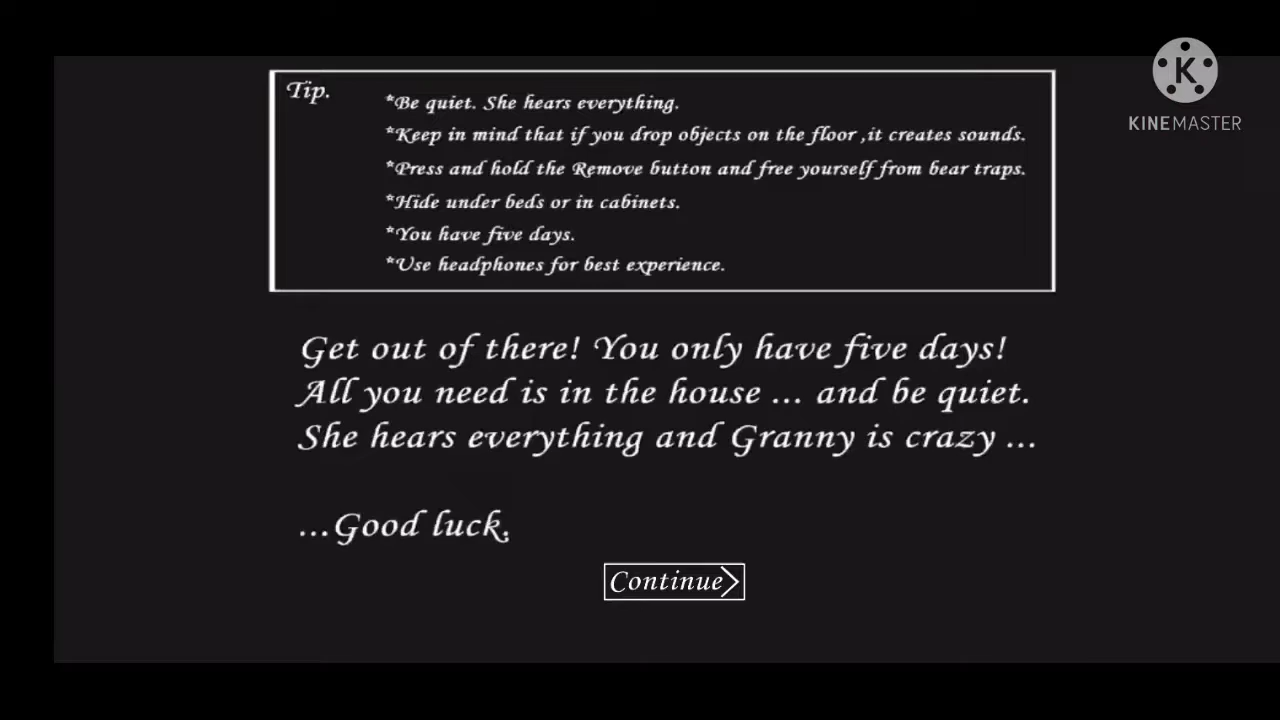 Tip.
*Be quiet. She hears everything.
*Keep in mind that if you drop objects on the floor ,it creates sounds.
*Press and hold the Remove button and free yourself from bear traps.
*Hide under beds or in cabinets.
*You have five days.
*Use headphones for best experience.
K
KINEMASTER
Get out of there! You only have five days!
All you need is in the house ... and be quiet.
She hears everything and Granny is crazy ...
...Good luck.
Continue>